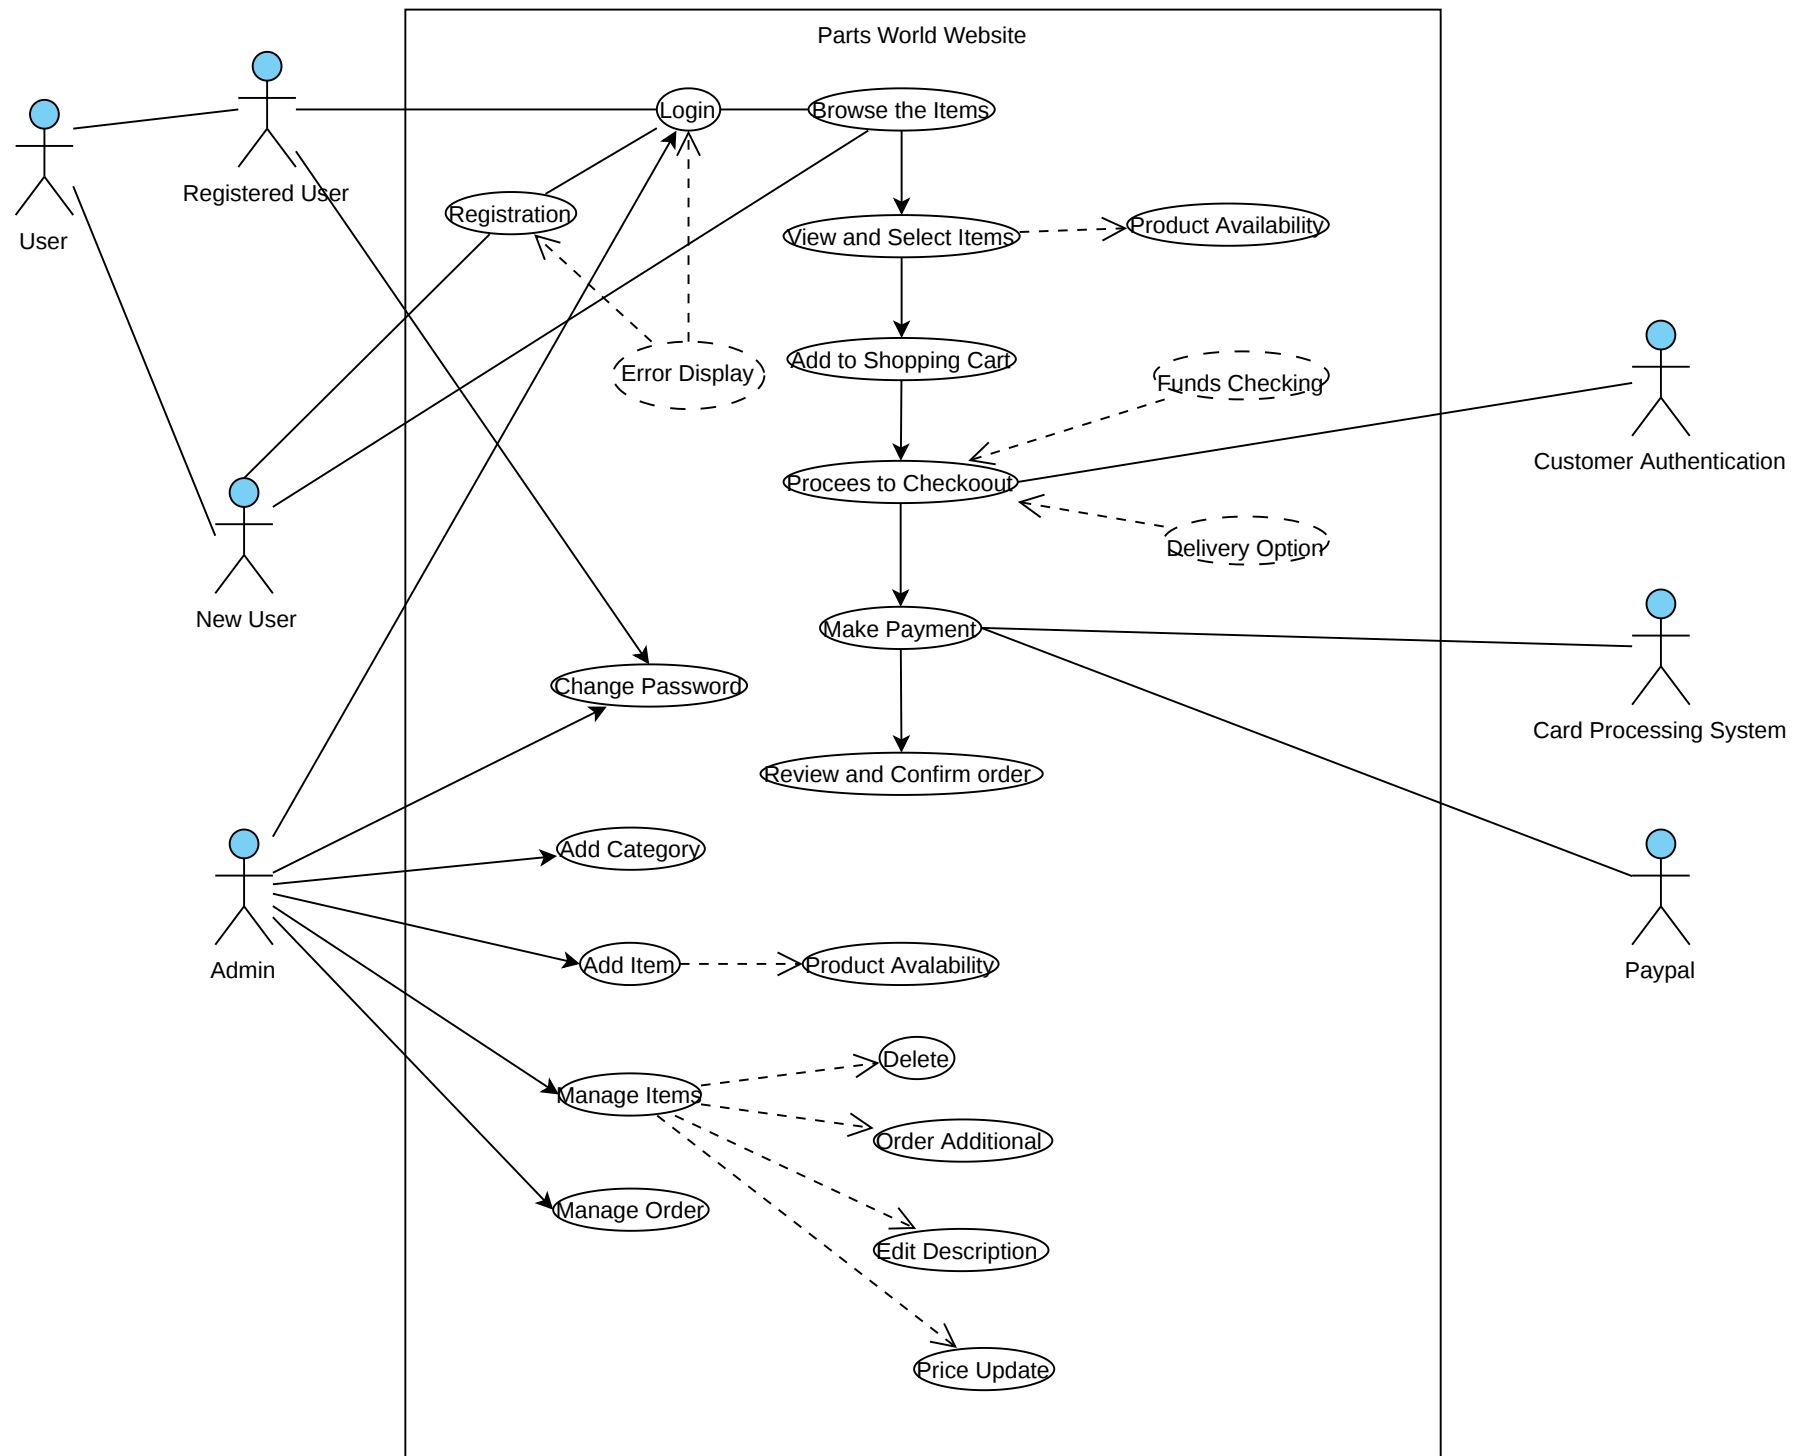 Parts World Website
Login
Browse the Items
Registered User
User
Registration
View and Select Items
Product Availability
Add to Shopping Cart
Error Display
Funds Checking
Customer Authentication
Procees to Checkoout
Delivery Option
New User
Make Payment
Change Password
Card Processing System
Review and Confirm order
Add Category
Admin
Add Item
Product Avalability
Paypal
Delete
Manage Items
Order Additional
Manage Order
Edit Description
Price Update